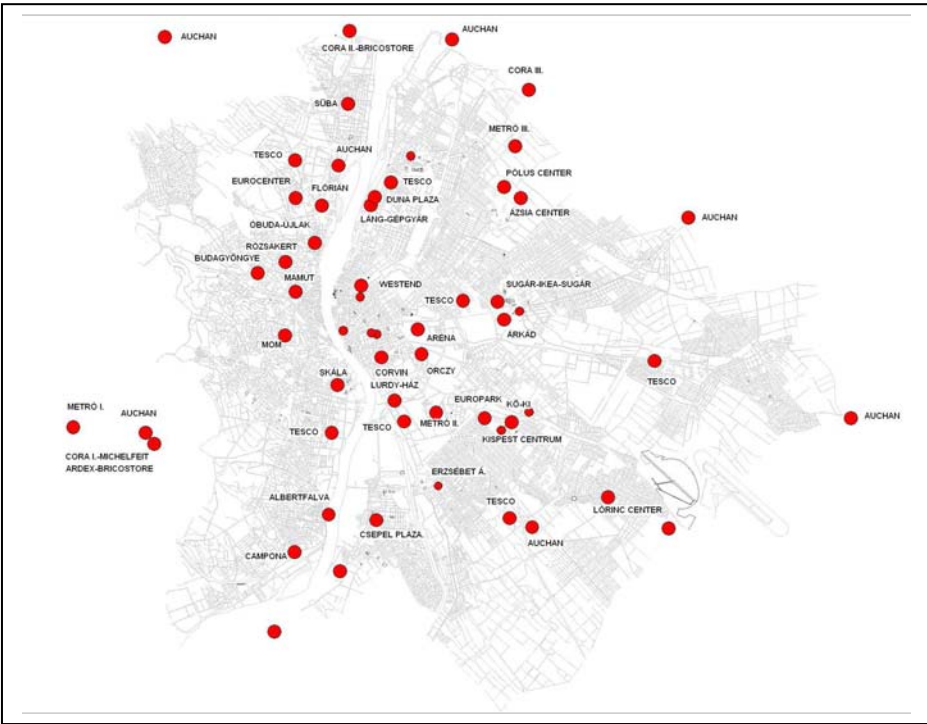 AUCHAN
AUCHAN
CORA II.-BRICOSTORE
CORA III.
SÜBA
METRÓ III.
TESCO
AUCHAN
PÓLUS CENTER
TESCO
EUROCENTER
FLÓRIÁN
DUNA PLAZA
ÁZSIA CENTER
LÁNG-GÉPGYÁR
AUCHAN
ÓBUDA-ÚJLAK
RÓZSAKERT
BUDAGYÖNGYE
MAMUT
WESTEND
SUGÁR-IKEA-SUGÁR
TESCO
ÁRKÁD
ARÉNA
MOM
CORVIN
ORCZY
TESCO
SKÁLA
LURDY-HÁZ
EUROPARK
KÖ-KI
METRÓ I.
AUCHAN
AUCHAN
TESCO
TESCO
METRÓ II.
KISPEST CENTRUM
CORA I.-MICHELFEIT
ARDEX-BRICOSTORE
ERZSÉBET Á.
ALBERTFALVA
TESCO
LŐRINC CENTER
CSEPEL PLAZA
AUCHAN
CAMPONA